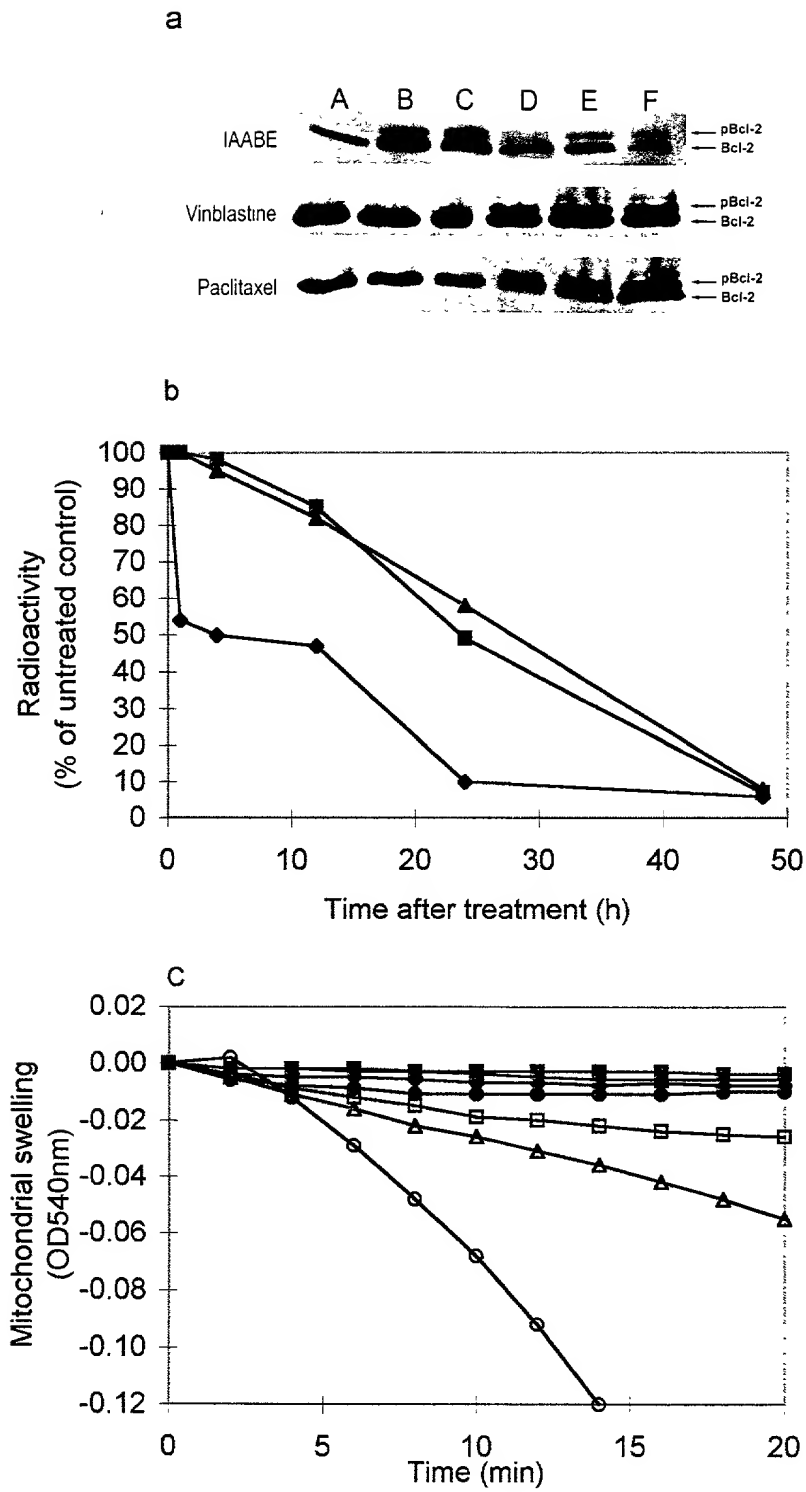 a
A B C D E F
IAABE
pBcl-2
Bcl-2
Vinblastine
pBcl-2
Bcl-2
Paclitaxel
pBcl-2
Bcl-2
b
Radioactivity
(% of untreated control)
100
90
80
70
60
50
40
30
20
10
0
0 10 20 30 40 50
Time after treatment (h)
C
Mitochondrial swelling
(OD540nm)
0.02
0.00
-0.02
-0.04
-0.06
-0.08
-0.10
-0.12
0 5 10 15 20
Time (min)